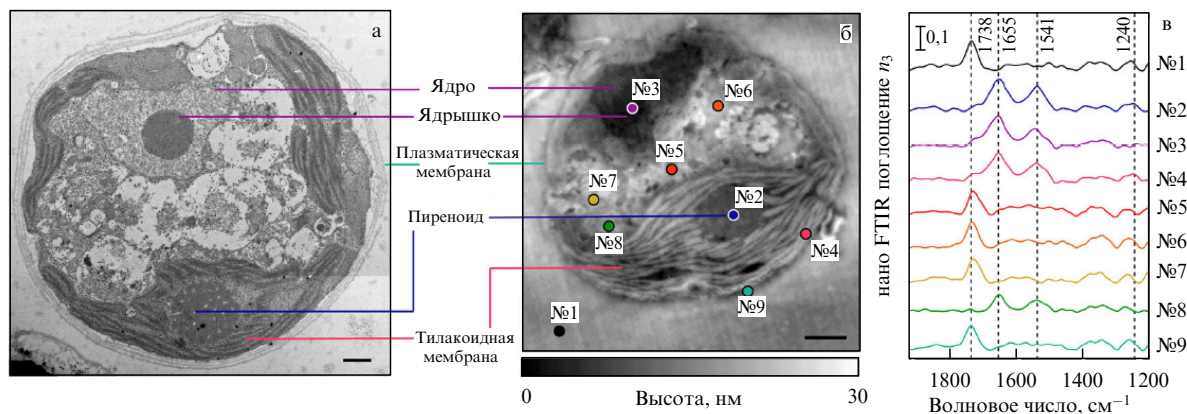 а
Ядро
Ядрышко
Плазматическая
мембрана
Пиреноид
Тилакоидная
мембрана
б
№3
№6
№5
№7
№2
№8
№4
№9
№1
0
30
Высота, нм
нано FTIR поглощение n₃
0,1
1738
1655
1541
1240
в
№1
№2
№3
№4
№5
№6
№7
№8
№9
1800 1600 1400 1200
Волновое число, см⁻¹